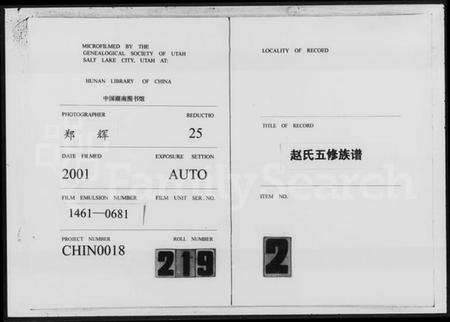 MICROFILMED BY THE
GENEALOGICAL SOCIETY OF UTAH
SALT LAKE CITY, UTAH AT:
HUNAN LIBRARY OF CHINA
中国湖南图书馆
PHOTOGRAPHER REDUCTIO
郑 辉 25
DATE FILMED EXPOSURE SETTION
2001 AUTO
FILM EMULSION NUMBER FILM UNIT SER. NO.
1461—0681
PROJECT NUMBER ROLL NUMBER
CHIN0018 219
LOCALITY OF RECOED
TITLE OF RECORD
赵氏五修族谱
ITEM NO.
2
FamilySearch